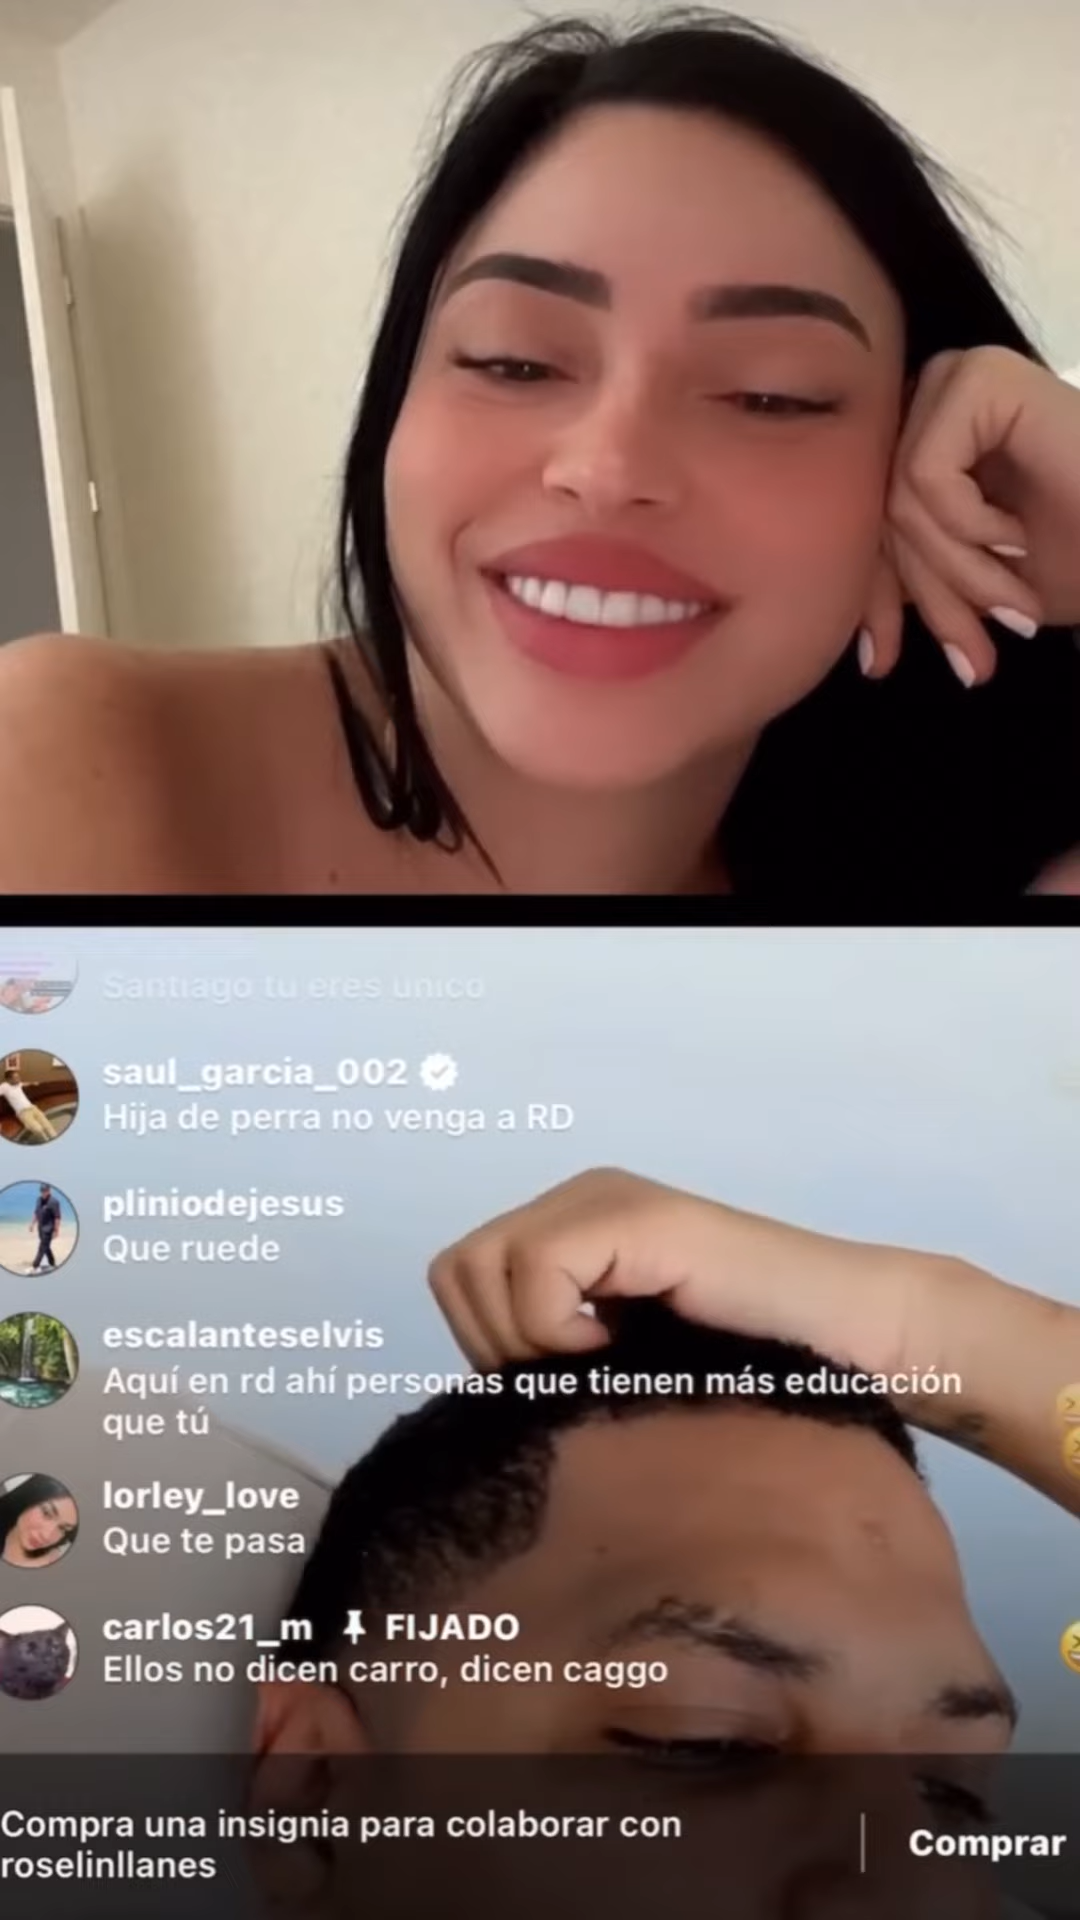 Santiago tu eres unico
saul_garcia_002
Hija de perra no venga a RD
pliniodejesus
Que ruede
escalanteselvis
Aquí en rd ahí personas que tienen más educación
que tú
lorley_love
Que te pasa
carlos21_m FIJADO
Ellos no dicen carro, dicen caggo
Compra una insignia para colaborar con
roselinllanes
Comprar